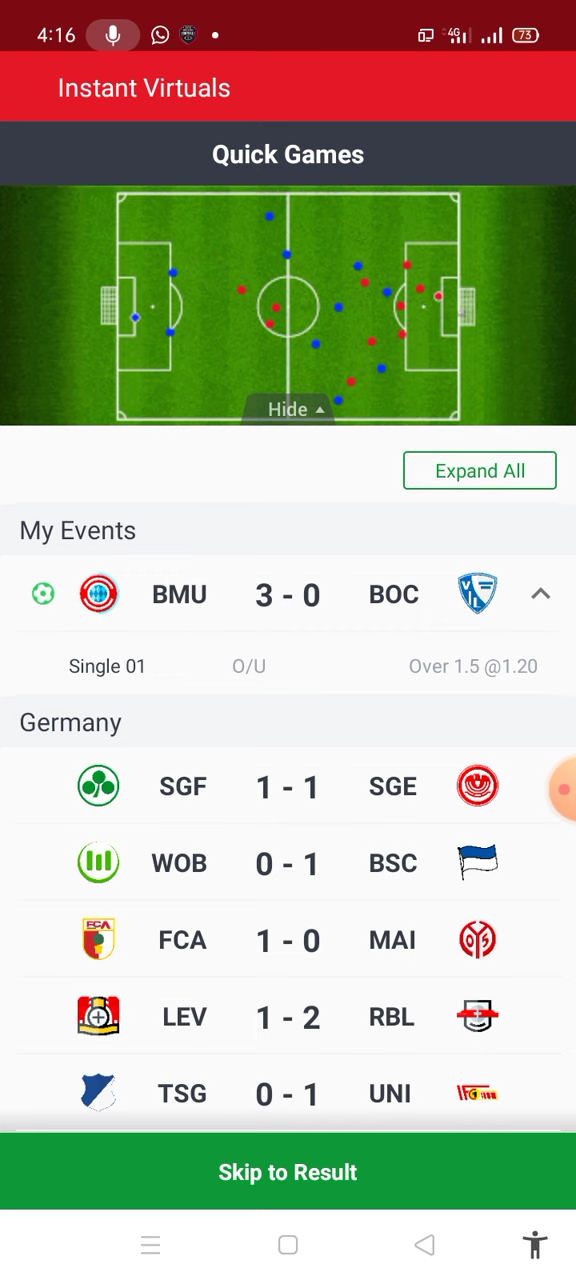 4:16 4G 73
Instant Virtuals
Quick Games
Hide
Expand All
My Events
BMU 3 - 0 BOC
Single 01 O/U Over 1.5 @1.20
Germany
SGF 1 - 1 SGE
WOB 0 - 1 BSC
FCA 1 - 0 MAI
LEV 1 - 2 RBL
TSG 0 - 1 UNI
Skip to Result